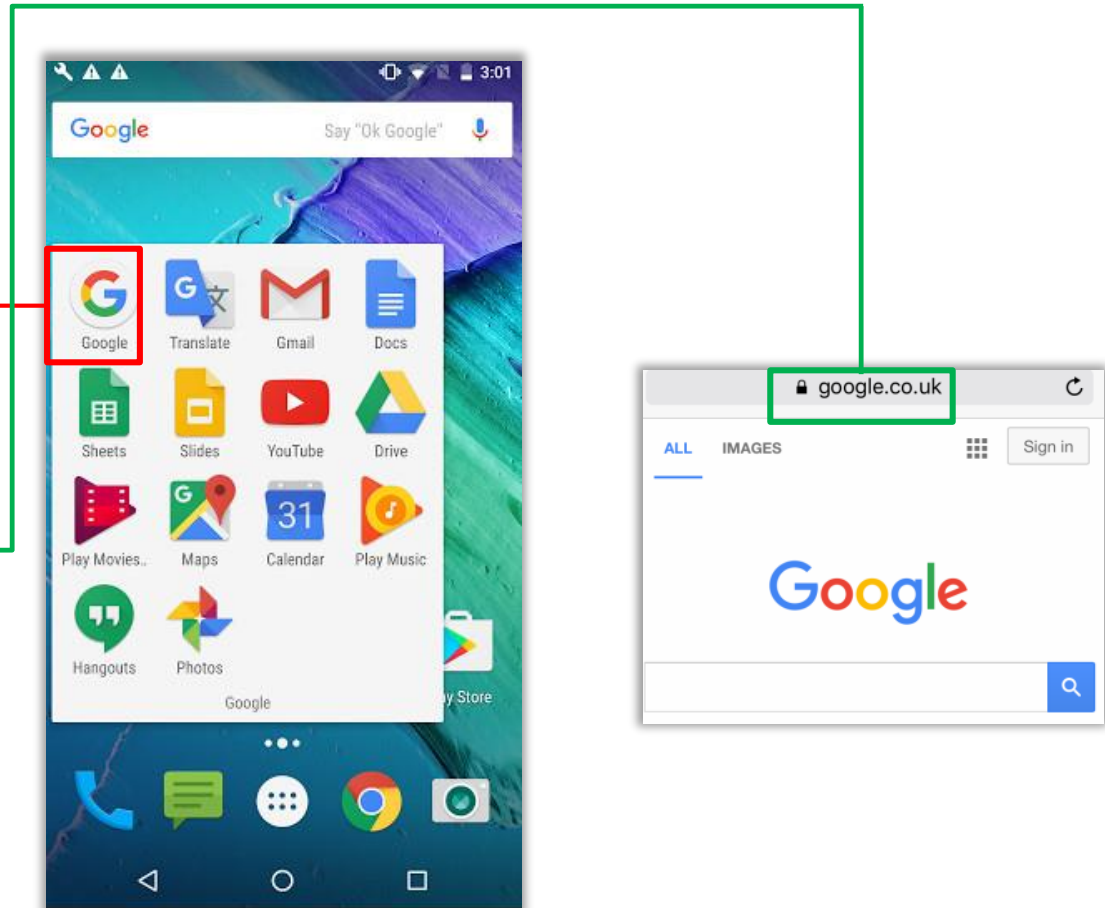 3:01
Google Say "Ok Google"
Google Translate Gmail Docs
Sheets Slides YouTube Drive
Play Movies.. Maps Calendar Play Music
31
Hangouts Photos
Google
y Store
google.co.uk
ALL IMAGES Sign in
Google